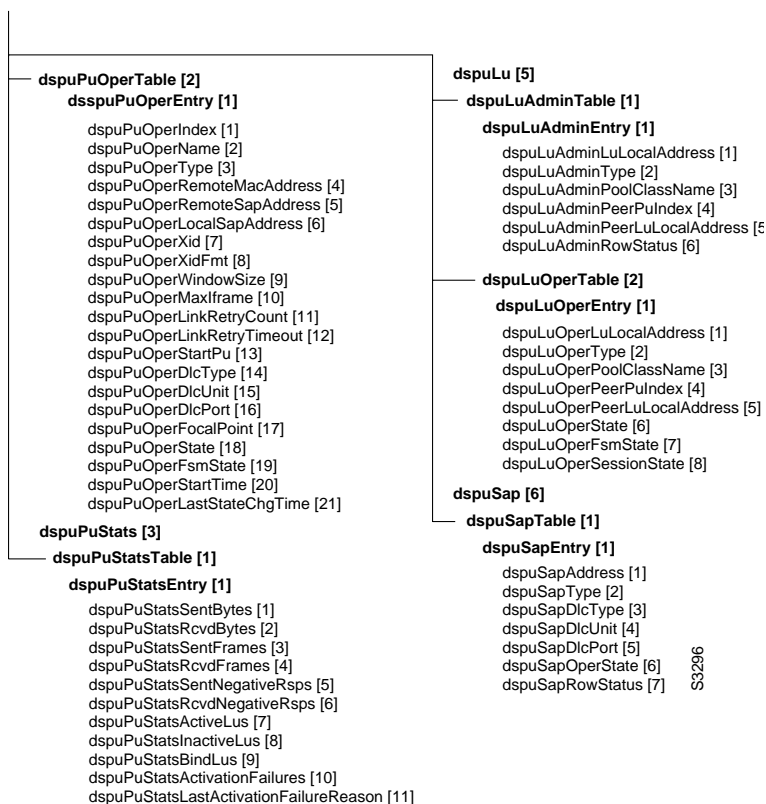 dspuPuOperTable [2]
dsspuPuOperEntry [1]
dspuPuOperIndex [1]
dspuPuOperName [2]
dspuPuOperType [3]
dspuPuOperRemoteMacAddress [4]
dspuPuOperRemoteSapAddress [5]
dspuPuOperLocalSapAddress [6]
dspuPuOperXid [7]
dspuPuOperXidFmt [8]
dspuPuOperWindowSize [9]
dspuPuOperMaxIframe [10]
dspuPuOperLinkRetryCount [11]
dspuPuOperLinkRetryTimeout [12]
dspuPuOperStartPu [13]
dspuPuOperDlcType [14]
dspuPuOperDlcUnit [15]
dspuPuOperDlcPort [16]
dspuPuOperFocalPoint [17]
dspuPuOperState [18]
dspuPuOperFsmState [19]
dspuPuOperStartTime [20]
dspuPuOperLastStateChgTime [21]
dspuPuStats [3]
dspuPuStatsTable [1]
dspuPuStatsEntry [1]
dspuPuStatsSentBytes [1]
dspuPuStatsRcvdBytes [2]
dspuPuStatsSentFrames [3]
dspuPuStatsRcvdFrames [4]
dspuPuStatsSentNegativeRsps [5]
dspuPuStatsRcvdNegativeRsps [6]
dspuPuStatsActiveLus [7]
dspuPuStatsInactiveLus [8]
dspuPuStatsBindLus [9]
dspuPuStatsActivationFailures [10]
dspuPuStatsLastActivationFailureReason [11]
dspuLu [5]
dspuLuAdminTable [1]
dspuLuAdminEntry [1]
dspuLuAdminLuLocalAddress [1]
dspuLuAdminType [2]
dspuLuAdminPoolClassName [3]
dspuLuAdminPeerPuIndex [4]
dspuLuAdminPeerLuLocalAddress [5
dspuLuAdminRowStatus [6]
dspuLuOperTable [2]
dspuLuOperEntry [1]
dspuLuOperLuLocalAddress [1]
dspuLuOperType [2]
dspuLuOperPoolClassName [3]
dspuLuOperPeerPuIndex [4]
dspuLuOperPeerLuLocalAddress [5]
dspuLuOperState [6]
dspuLuOperFsmState [7]
dspuLuOperSessionState [8]
dspuSap [6]
dspuSapTable [1]
dspuSapEntry [1]
dspuSapAddress [1]
dspuSapType [2]
dspuSapDlcType [3]
dspuSapDlcUnit [4]
dspuSapDlcPort [5]
dspuSapOperState [6]
dspuSapRowStatus [7]
S3296